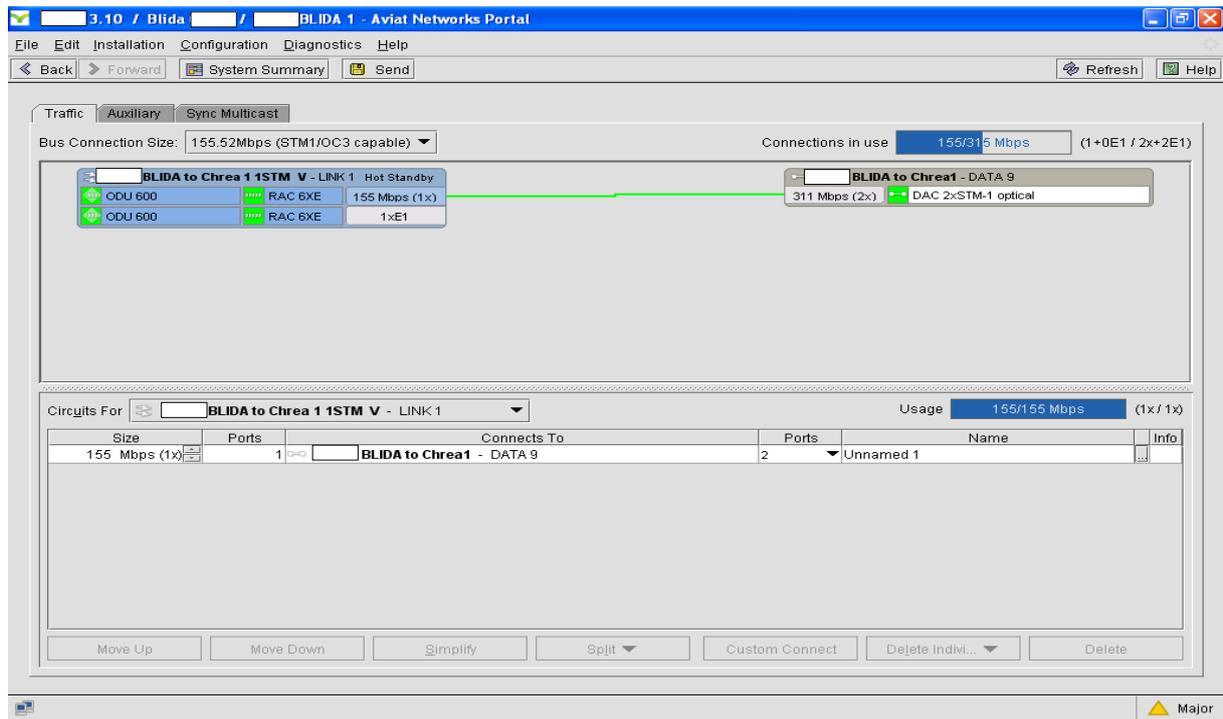 3.10 / Blida / BLIDA 1 - Aviat Networks Portal
File Edit Installation Configuration Diagnostics Help
Back Forward System Summary Send Refresh Help
Traffic Auxiliary Sync Multicast
Bus Connection Size: 155.52Mbps (STM1/OC3 capable) Connections in use 155/315 Mbps (1+0E1 / 2x+2E1)
BLIDA to Chrea 1 1STM V - LINK 1 Hot Standby BLIDA to Chrea1 - DATA 9
ODU 600 RAC 6XE 155 Mbps (1x) 311 Mbps (2x) DAC 2xSTM-1 optical
ODU 600 RAC 6XE 1xE1
Circuits For BLIDA to Chrea 1 1STM V - LINK 1 Usage 155/155 Mbps (1x / 1x)
Size Ports Connects To Ports Name Info
155 Mbps (1x) 1 BLIDA to Chrea1 - DATA 9 2 Unnamed 1 ...
Move Up Move Down Simplify Split Custom Connect Delete Indivi... Delete
Major